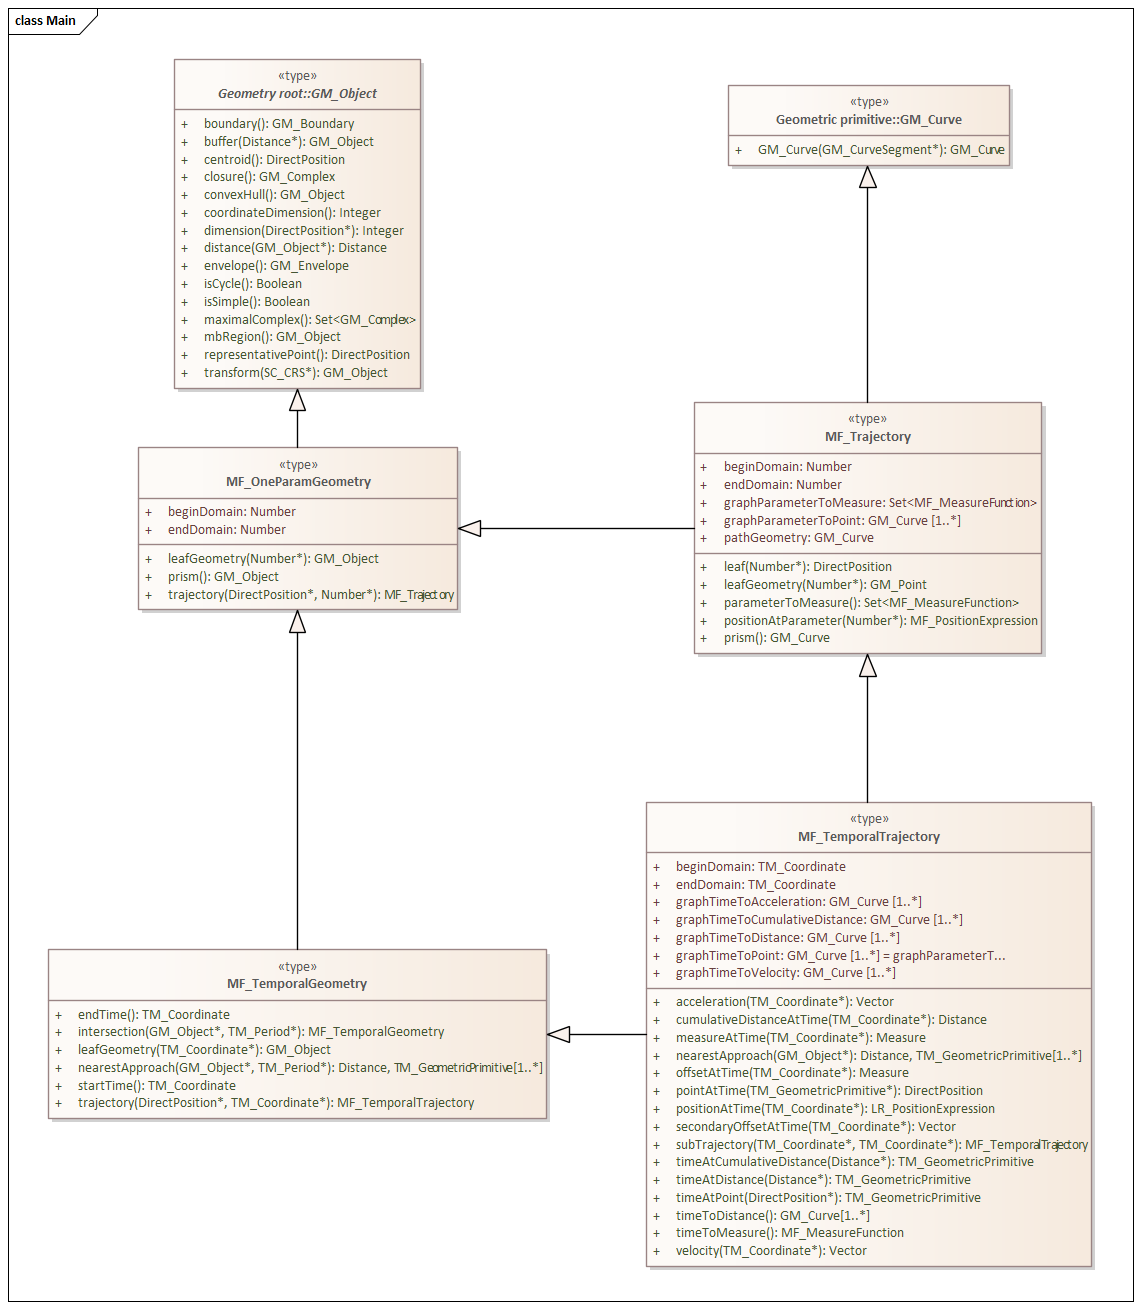 class Main
«type»
Geometry root::GM_Object
+ boundary(): GM_Boundary
+ buffer(Distance*): GM_Object
+ centroid(): DirectPosition
+ closure(): GM_Complex
+ convexHull(): GM_Object
+ coordinateDimension(): Integer
+ dimension(DirectPosition*): Integer
+ distance(GM_Object*): Distance
+ envelope(): GM_Envelope
+ isCycle(): Boolean
+ isSimple(): Boolean
+ maximalComplex(): Set<GM_Complex>
+ mbRegion(): GM_Object
+ representativePoint(): DirectPosition
+ transform(SC_CRS*): GM_Object
«type»
Geometric primitive::GM_Curve
+ GM_Curve(GM_CurveSegment*): GM_Curve
«type»
MF_OneParamGeometry
+ beginDomain: Number
+ endDomain: Number
+ leafGeometry(Number*): GM_Object
+ prism(): GM_Object
+ trajectory(DirectPosition*, Number*): MF_Trajectory
«type»
MF_Trajectory
+ beginDomain: Number
+ endDomain: Number
+ graphParameterToMeasure: Set<MF_MeasureFunction>
+ graphParameterToPoint: GM_Curve [1..*]
+ pathGeometry: GM_Curve
+ leaf(Number*): DirectPosition
+ leafGeometry(Number*): GM_Point
+ parameterToMeasure(): Set<MF_MeasureFunction>
+ positionAtParameter(Number*): MF_PositionExpression
+ prism(): GM_Curve
«type»
MF_TemporalGeometry
+ endTime(): TM_Coordinate
+ intersection(GM_Object*, TM_Period*): MF_TemporalGeometry
+ leafGeometry(TM_Coordinate*): GM_Object
+ nearestApproach(GM_Object*, TM_Period*): Distance, TM_GeometricPrimitive[1..*]
+ startTime(): TM_Coordinate
+ trajectory(DirectPosition*, TM_Coordinate*): MF_TemporalTrajectory
«type»
MF_TemporalTrajectory
+ beginDomain: TM_Coordinate
+ endDomain: TM_Coordinate
+ graphTimeToAcceleration: GM_Curve [1..*]
+ graphTimeToCumulativeDistance: GM_Curve [1..*]
+ graphTimeToDistance: GM_Curve [1..*]
+ graphTimeToPoint: GM_Curve [1..*] = graphParameterT...
+ graphTimeToVelocity: GM_Curve [1..*]
+ acceleration(TM_Coordinate*): Vector
+ cumulativeDistanceAtTime(TM_Coordinate*): Distance
+ measureAtTime(TM_Coordinate*): Measure
+ nearestApproach(GM_Object*): Distance, TM_GeometricPrimitive[1..*]
+ offsetAtTime(TM_Coordinate*): Measure
+ pointAtTime(TM_GeometricPrimitive*): DirectPosition
+ positionAtTime(TM_Coordinate*): LR_PositionExpression
+ secondaryOffsetAtTime(TM_Coordinate*): Vector
+ subTrajectory(TM_Coordinate*, TM_Coordinate*): MF_TemporalTrajectory
+ timeAtCumulativeDistance(Distance*): TM_GeometricPrimitive
+ timeAtDistance(Distance*): TM_GeometricPrimitive
+ timeAtPoint(DirectPosition*): TM_GeometricPrimitive
+ timeToDistance(): GM_Curve[1..*]
+ timeToMeasure(): MF_MeasureFunction
+ velocity(TM_Coordinate*): Vector